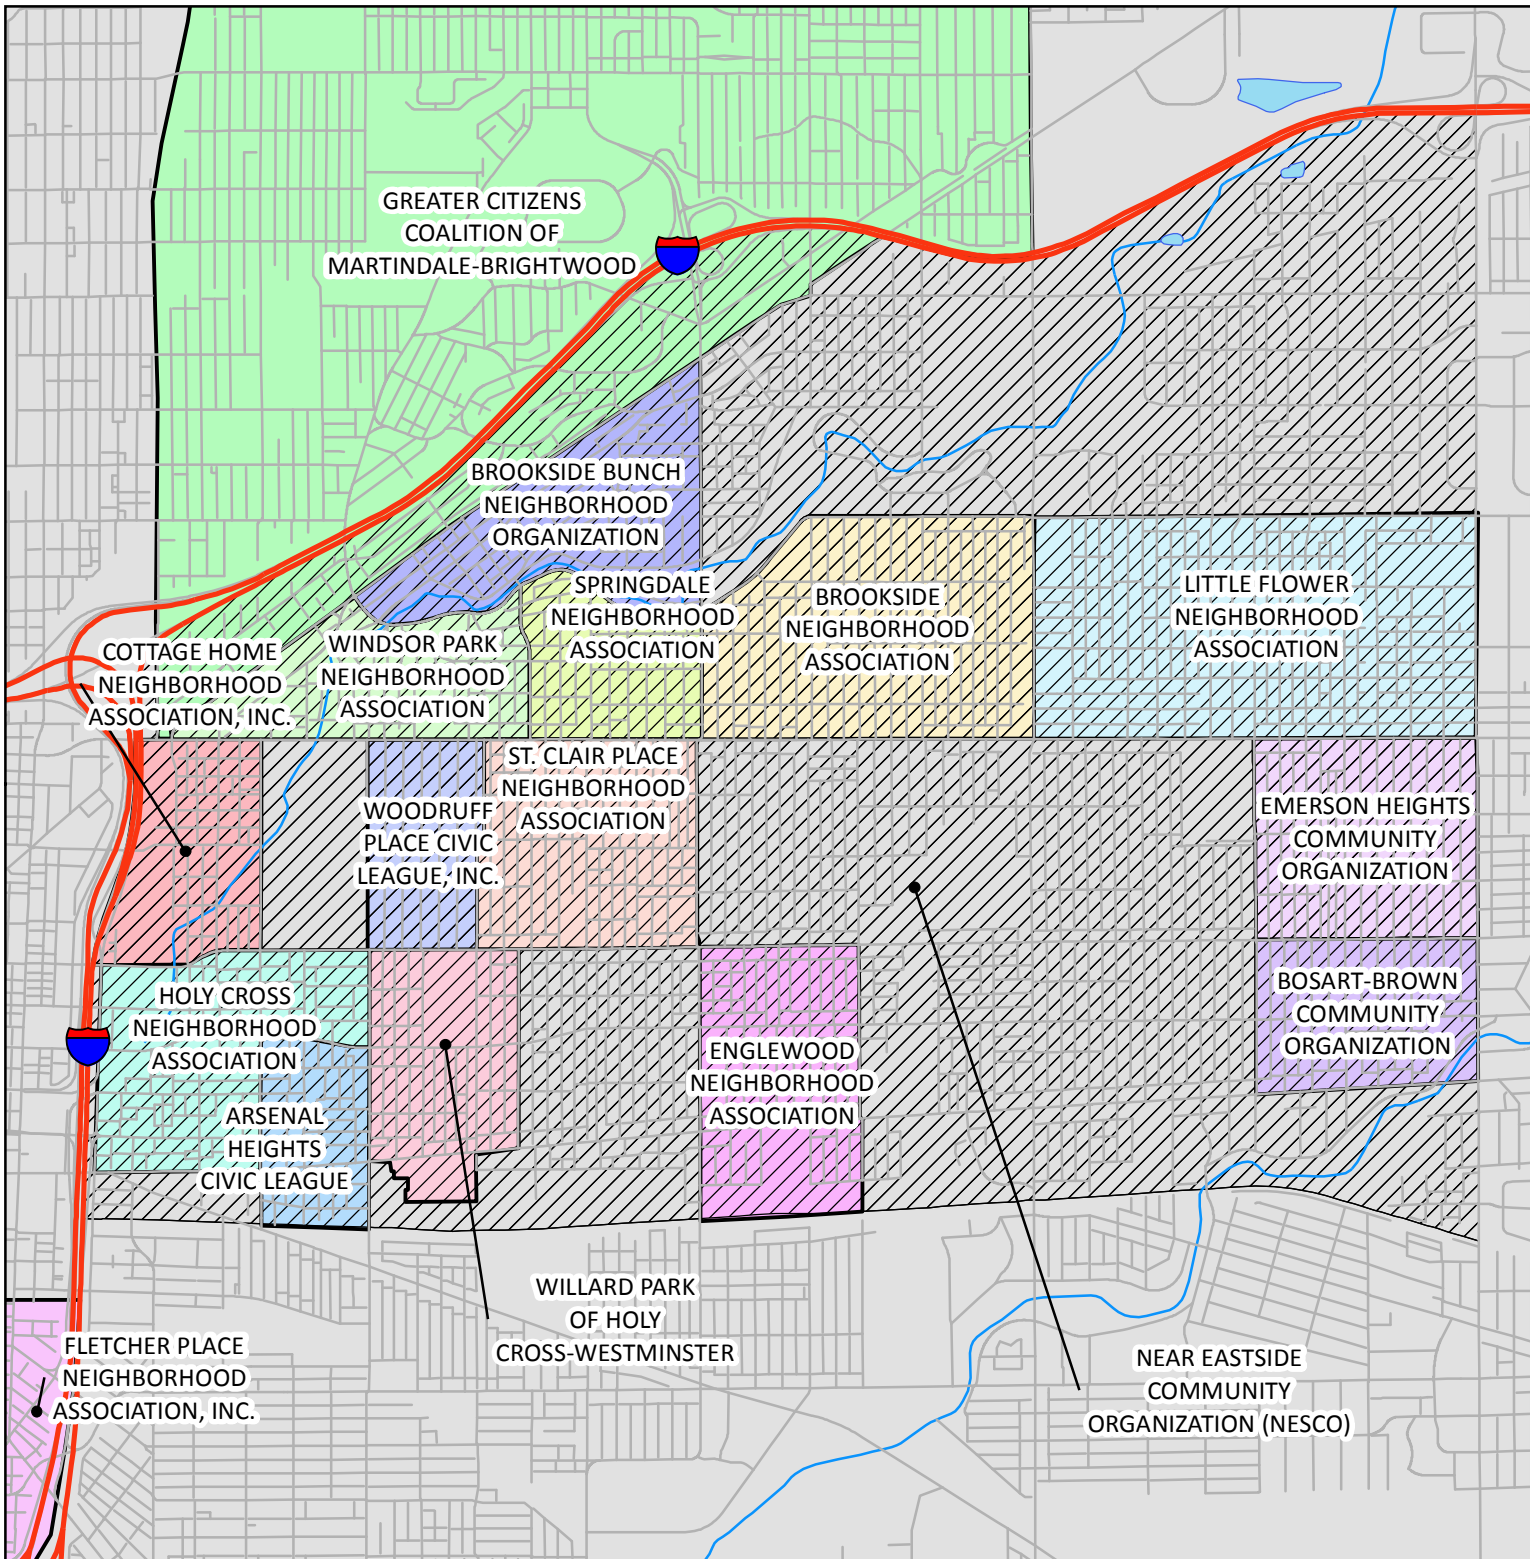 GREATER CITIZENS
COALITION OF
MARTINDALE-BRIGHTWOOD
BROOKSIDE BUNCH
NEIGHBORHOOD
ORGANIZATION
SPRINGDALE
NEIGHBORHOOD
ASSOCIATION
BROOKSIDE
NEIGHBORHOOD
ASSOCIATION
LITTLE FLOWER
NEIGHBORHOOD
ASSOCIATION
COTTAGE HOME
NEIGHBORHOOD
ASSOCIATION, INC.
WINDSOR PARK
NEIGHBORHOOD
ASSOCIATION
ST. CLAIR PLACE
NEIGHBORHOOD
ASSOCIATION
WOODRUFF
PLACE CIVIC
LEAGUE, INC.
EMERSON HEIGHTS
COMMUNITY
ORGANIZATION
BOSART-BROWN
COMMUNITY
ORGANIZATION
HOLY CROSS
NEIGHBORHOOD
ASSOCIATION
ENGLEWOOD
NEIGHBORHOOD
ASSOCIATION
ARSENAL
HEIGHTS
CIVIC LEAGUE
WILLARD PARK
OF HOLY
CROSS-WESTMINSTER
FLETCHER PLACE
NEIGHBORHOOD
ASSOCIATION, INC.
NEAR EASTSIDE
COMMUNITY
ORGANIZATION (NESCO)